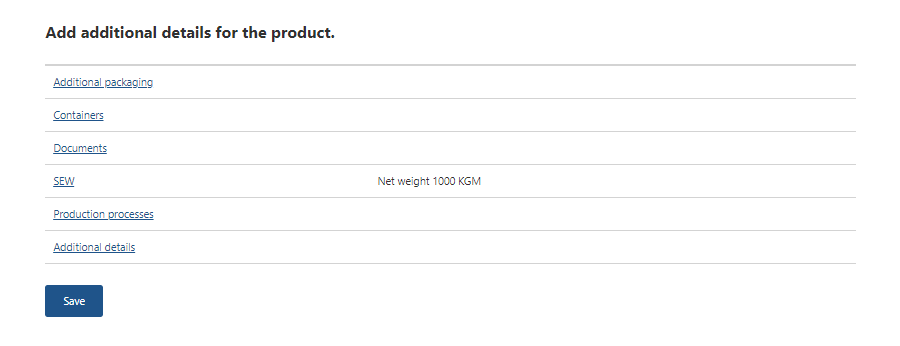 Add additional details for the product.
Additional packaging
Containers
Documents
SEW Net weight 1000 KGM
Production processes
Additional details
Save